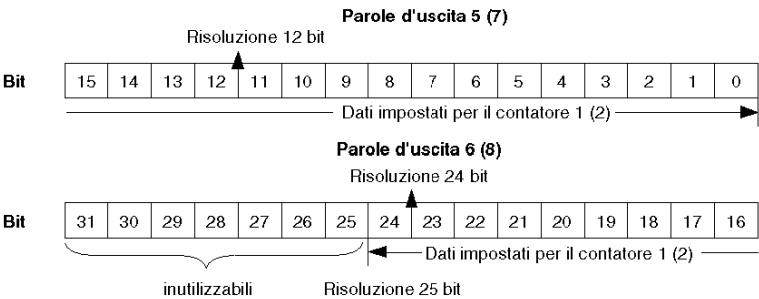 Parole d'uscita 5 (7)
Risoluzione 12 bit
Bit 15 14 13 12 11 10 9 8 7 6 5 4 3 2 1 0
Dati impostati per il contatore 1 (2)
Parole d'uscita 6 (8)
Risoluzione 24 bit
Bit 31 30 29 28 27 26 25 24 23 22 21 20 19 18 17 16
Dati impostati per il contatore 1 (2)
inutilizzabili Risoluzione 25 bit